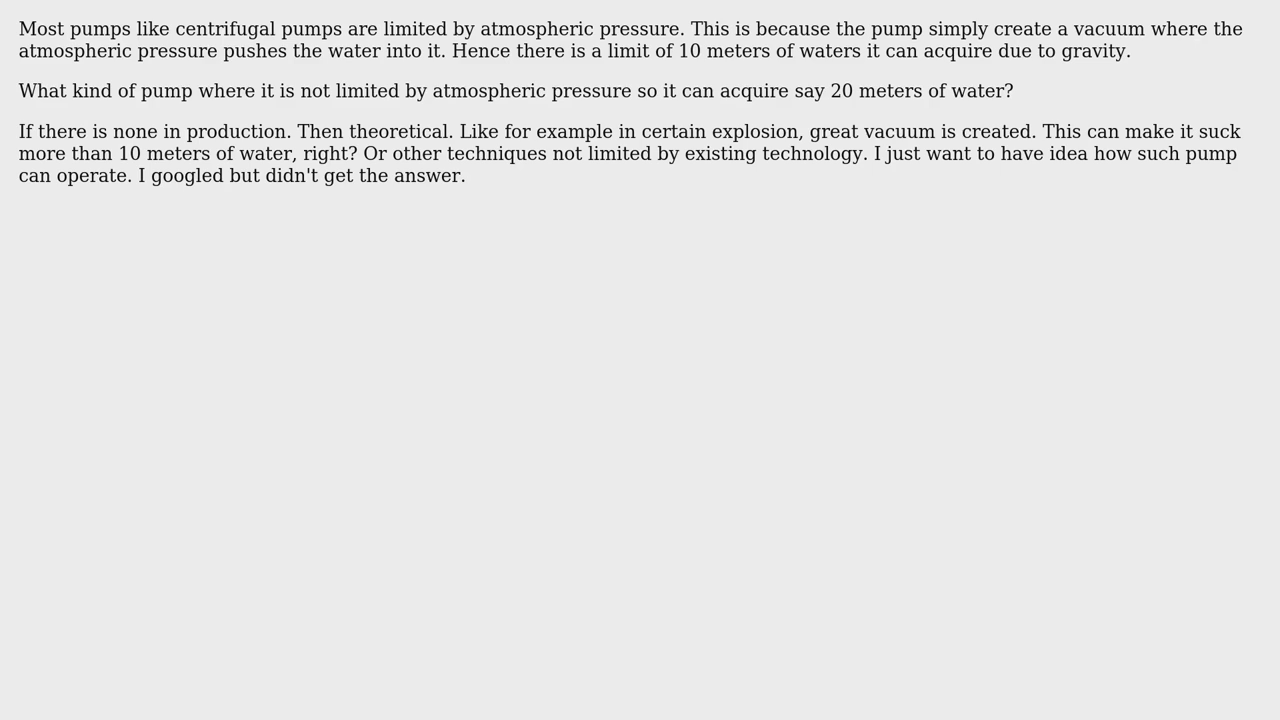 Most pumps like centrifugal pumps are limited by atmospheric pressure. This is because the pump simply create a vacuum where the
atmospheric pressure pushes the water into it. Hence there is a limit of 10 meters of waters it can acquire due to gravity.
What kind of pump where it is not limited by atmospheric pressure so it can acquire say 20 meters of water?
If there is none in production. Then theoretical. Like for example in certain explosion, great vacuum is created. This can make it suck
more than 10 meters of water, right? Or other techniques not limited by existing technology. I just want to have idea how such pump
can operate. I googled but didn't get the answer.